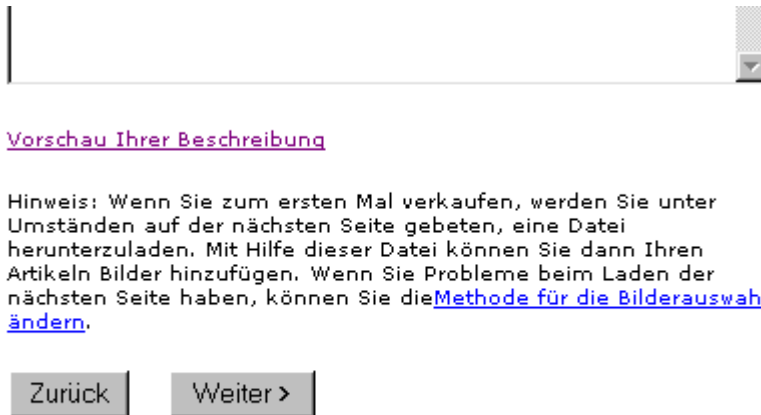 Vorschau Ihrer Beschreibung
Hinweis: Wenn Sie zum ersten Mal verkaufen, werden Sie unter
Umständen auf der nächsten Seite gebeten, eine Datei
herunterzuladen. Mit Hilfe dieser Datei können Sie dann Ihren
Artikeln Bilder hinzufügen. Wenn Sie Probleme beim Laden der
nächsten Seite haben, können Sie dieMethode für die Bilderauswah
ändern.
Zurück Weiter >